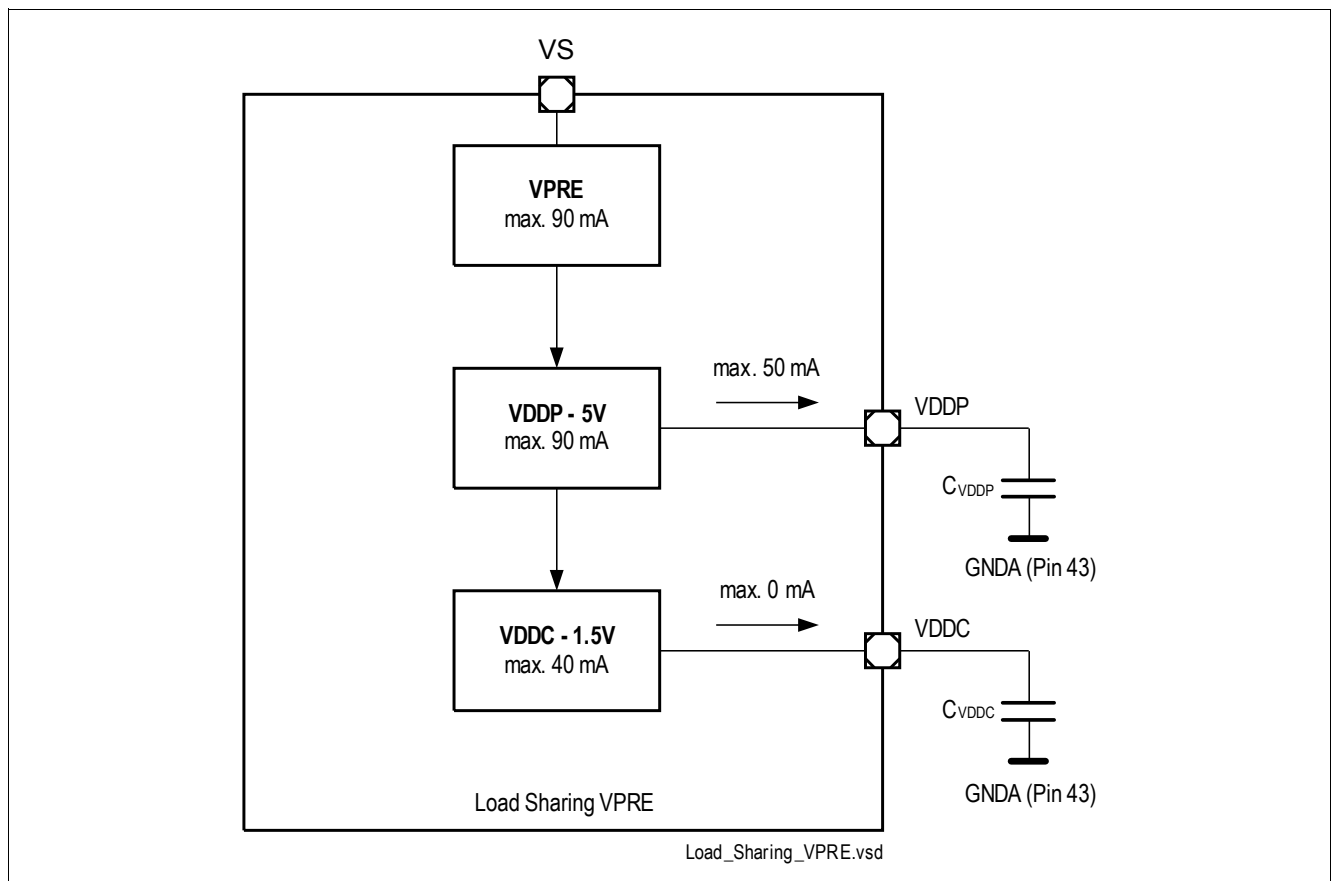 VS
VPRE
max. 90 mA
max. 50 mA
VDDP
VDDP - 5V
max. 90 mA
CVDDP
GNDA (Pin 43)
max. 0 mA
VDDC
VDDC - 1.5V
max. 40 mA
CVDDC
GNDA (Pin 43)
Load Sharing VPRE
Load_Sharing_VPRE.vsd